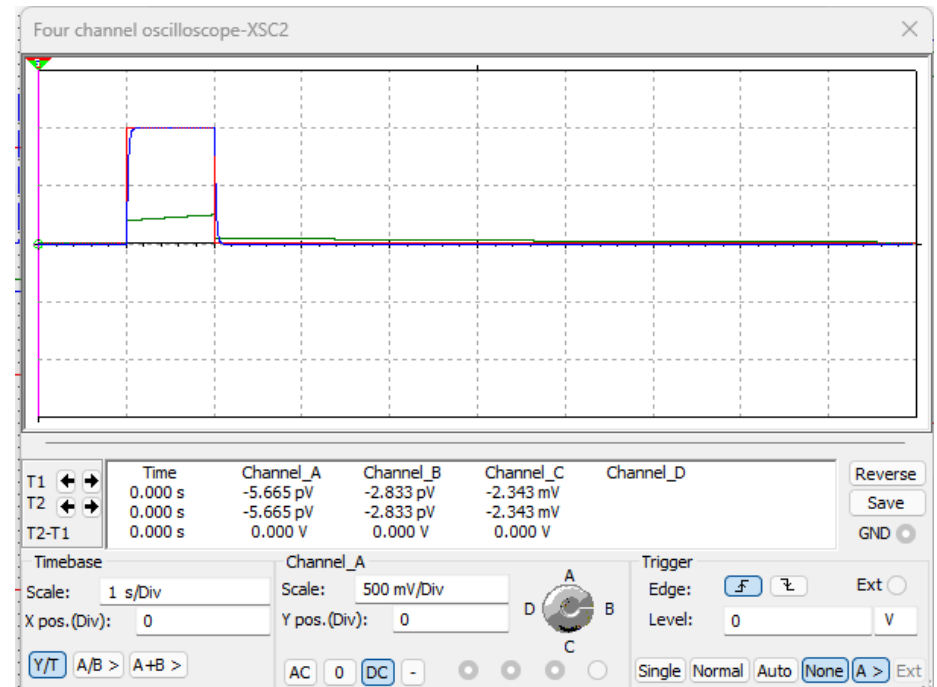 Four channel oscilloscope-XSC2
Time Channel_A Channel_B Channel_C Channel_D
T1 0.000 s -5.665 pV -2.833 pV -2.343 mV
T2 0.000 s -5.665 pV -2.833 pV -2.343 mV
T2-T1 0.000 s 0.000 V 0.000 V 0.000 V
Reverse
Save
GND
Timebase
Scale: 1 s/Div
X pos.(Div): 0
Y/T A/B > A+B >
Channel_A
Scale: 500 mV/Div
Y pos.(Div): 0
AC 0 DC -
A
D B
C
Trigger
Edge: Ext
Level: 0 V
Single Normal Auto None A > Ext